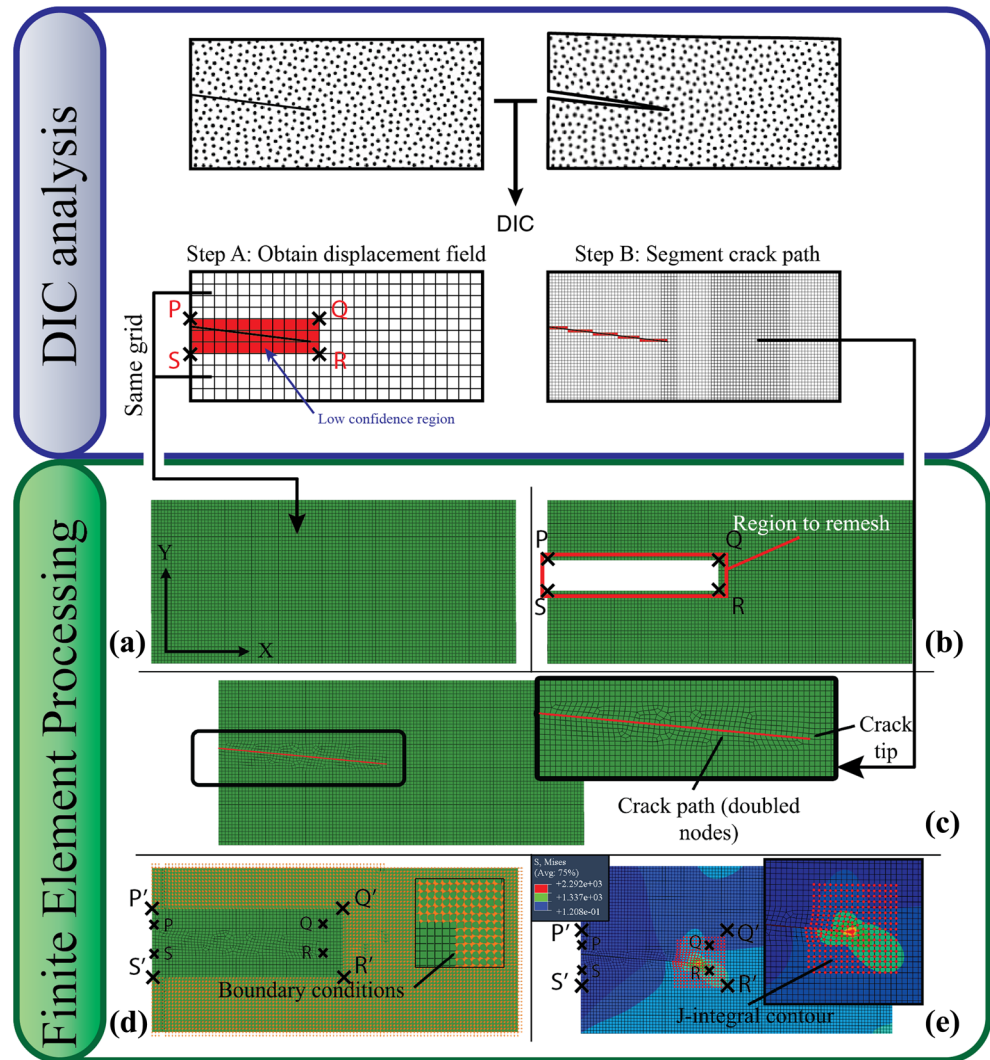 DIC analysis
DIC
Step A: Obtain displacement field
Step B: Segment crack path
P
Q
S
R
Same grid
Low confidence region
Finite Element Processing
Y
X
(a)
P
Q
S
R
Region to remesh
(b)
Crack
tip
Crack path (doubled
nodes)
(c)
P'
Q'
P
Q
S
R
S'
R'
Boundary conditions
(d)
S, Mises
(Avg: 75%)
+2.292e+03
+1.337e+03
+1.208e-01
P'
Q'
P
Q
S
R
S'
R'
J-integral contour
(e)